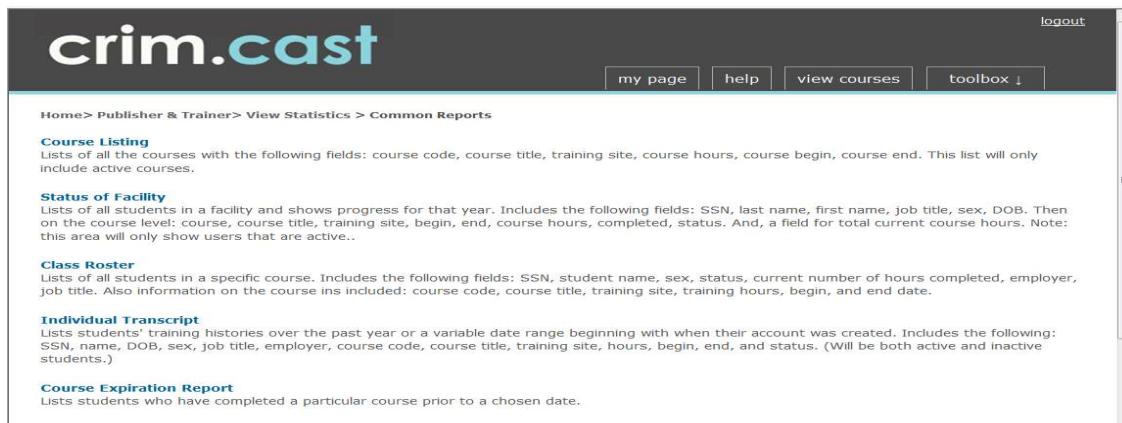 logout
crim.cast
my page
help
view courses
toolbox ↓
Home> Publisher & Trainer> View Statistics > Common Reports
Course Listing
Lists of all the courses with the following fields: course code, course title, training site, course hours, course begin, course end. This list will only
include active courses.
Status of Facility
Lists of all students in a facility and shows progress for that year. Includes the following fields: SSN, last name, first name, job title, sex, DOB. Then
on the course level: course, course title, training site, begin, end, course hours, completed, status. And, a field for total current course hours. Note:
this area will only show users that are active..
Class Roster
Lists of all students in a specific course. Includes the following fields: SSN, student name, sex, status, current number of hours completed, employer,
job title. Also information on the course ins included: course code, course title, training site, training hours, begin, and end date.
Individual Transcript
Lists students' training histories over the past year or a variable date range beginning with when their account was created. Includes the following:
SSN, name, DOB, sex, job title, employer, course code, course title, training site, hours, begin, end, and status. (Will be both active and inactive
students.)
Course Expiration Report
Lists students who have completed a particular course prior to a chosen date.